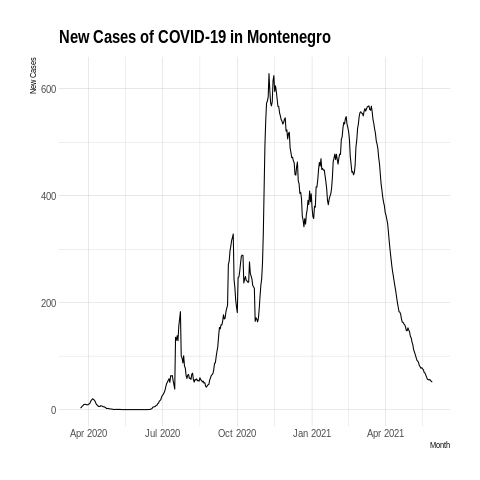 New Cases of COVID-19 in Montenegro
New Cases
600
400
200
0
Apr 2020 Jul 2020 Oct 2020 Jan 2021 Apr 2021
Month